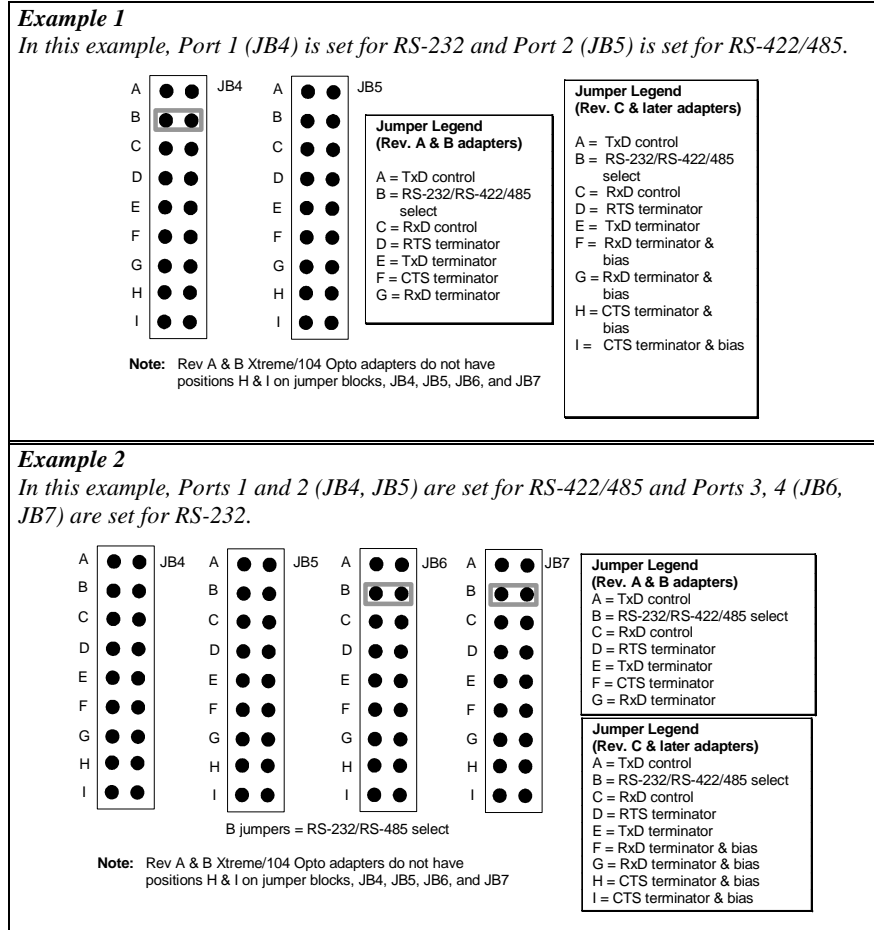 Example 1
In this example, Port 1 (JB4) is set for RS-232 and Port 2 (JB5) is set for RS-422/485.
A JB4
B
C
D
E
F
G
H
I
A JB5
B
C
D
E
F
G
H
I
Jumper Legend
(Rev. A & B adapters)
A = TxD control
B = RS-232/RS-422/485
select
C = RxD control
D = RTS terminator
E = TxD terminator
F = CTS terminator
G = RxD terminator
Jumper Legend
(Rev. C & later adapters)
A = TxD control
B = RS-232/RS-422/485
select
C = RxD control
D = RTS terminator
E = TxD terminator
F = RxD terminator &
bias
G = RxD terminator &
bias
H = CTS terminator &
bias
I = CTS terminator & bias
Note: Rev A & B Xtreme/104 Opto adapters do not have
positions H & I on jumper blocks, JB4, JB5, JB6, and JB7
Example 2
In this example, Ports 1 and 2 (JB4, JB5) are set for RS-422/485 and Ports 3, 4 (JB6,
JB7) are set for RS-232.
A JB4
B
C
D
E
F
G
H
I
A JB5
B
C
D
E
F
G
H
I
A JB6
B
C
D
E
F
G
H
I
A JB7
B
C
D
E
F
G
H
I
B jumpers = RS-232/RS-485 select
Jumper Legend
(Rev. A & B adapters)
A = TxD control
B = RS-232/RS-422/485 select
C = RxD control
D = RTS terminator
E = TxD terminator
F = CTS terminator
G = RxD terminator
Jumper Legend
(Rev. C & later adapters)
A = TxD control
B = RS-232/RS-422/485 select
C = RxD control
D = RTS terminator
E = TxD terminator
F = RxD terminator & bias
G = RxD terminator & bias
H = CTS terminator & bias
I = CTS terminator & bias
Note: Rev A & B Xtreme/104 Opto adapters do not have
positions H & I on jumper blocks, JB4, JB5, JB6, and JB7